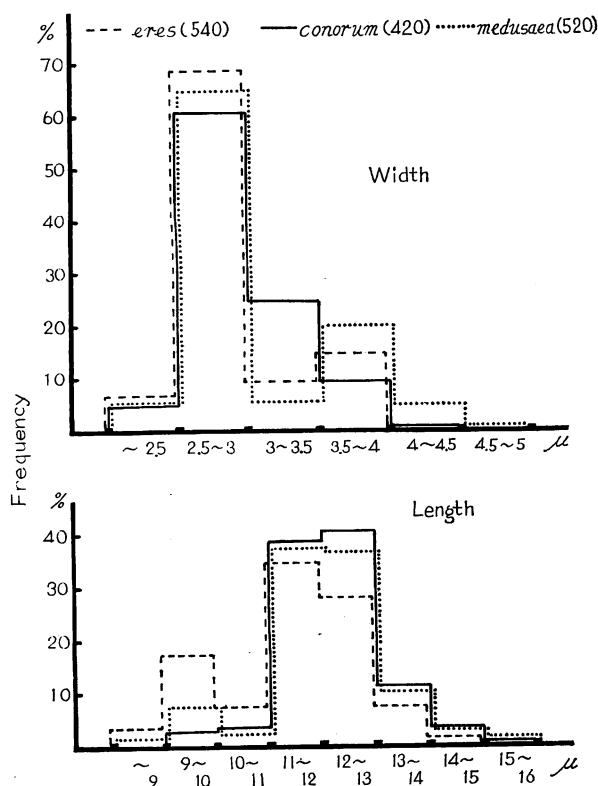 % --- eres (540) — conorum (420) ······ medusaea (520)
70
Width
60
50
40
30
20
10
~ 2.5 2.5~3 3~3.5 3.5~4 4~4.5 4.5~5 μ
Frequency
%
Length
40
30
20
10
~ 9~ 10~ 11~ 12~ 13~ 14~ 15~ μ
9 10 11 12 13 14 15 16